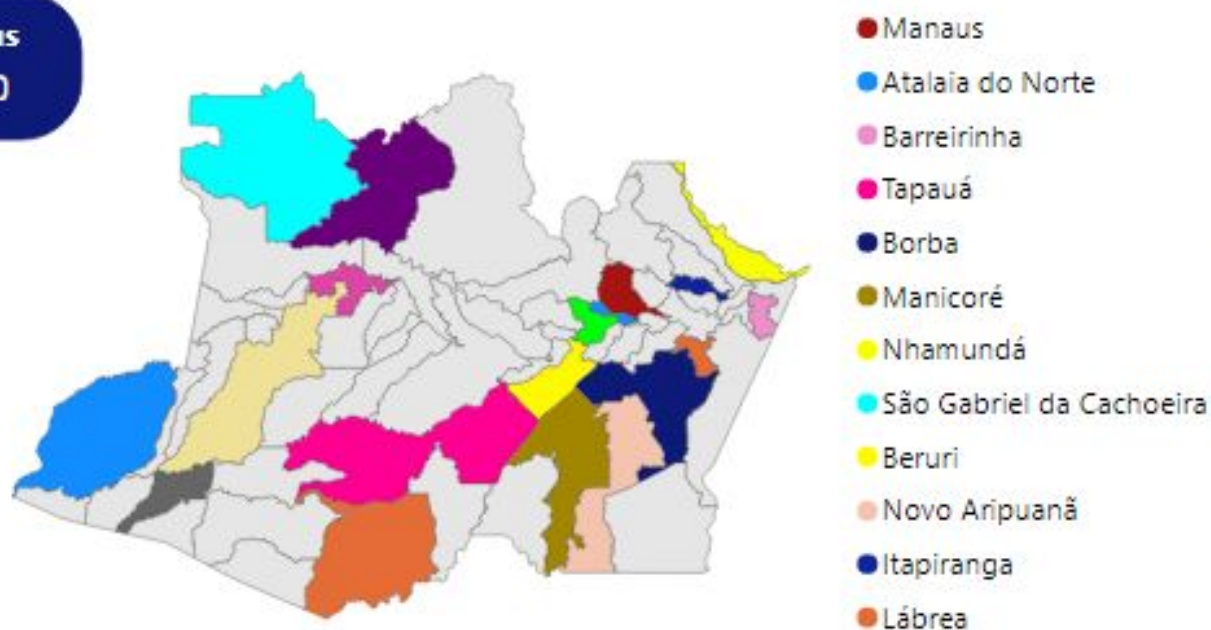 Manaus
Atalaia do Norte
Barreirinha
Tapauá
Borba
Manicoré
Nhamundá
São Gabriel da Cachoeira
Beruri
Novo Aripuanã
Itapiranga
Lábrea